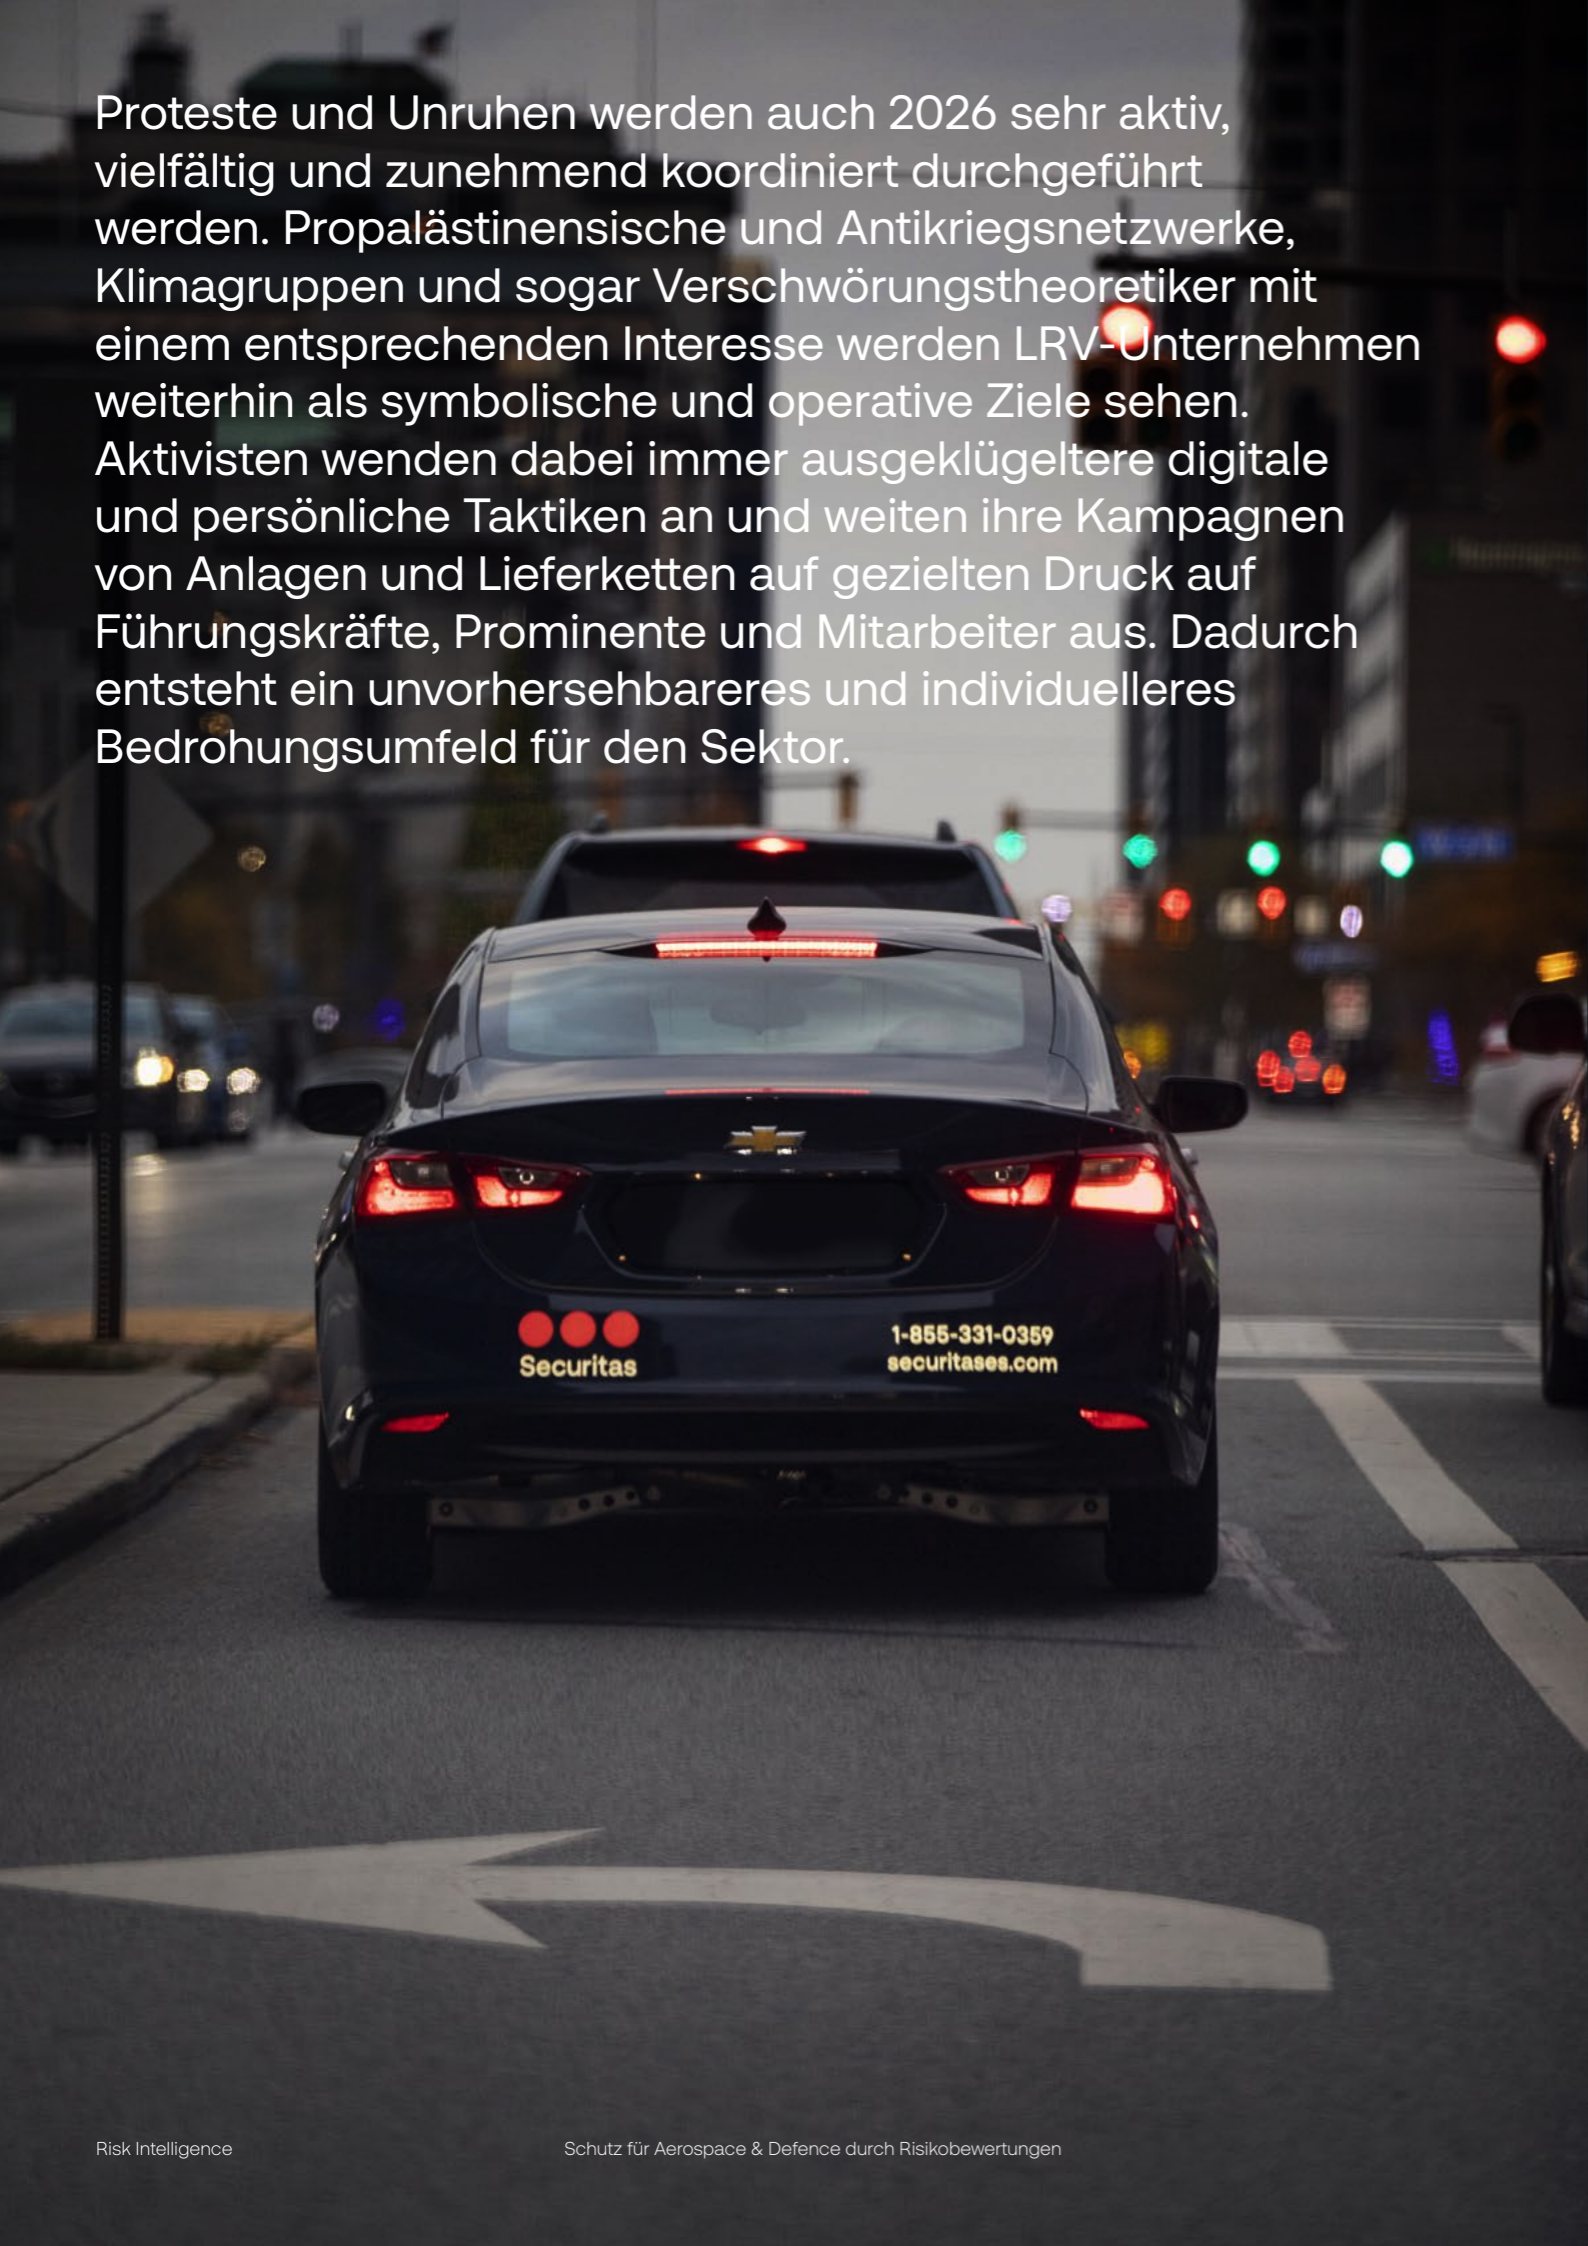 Proteste und Unruhen werden auch 2026 sehr aktiv,
vielfältig und zunehmend koordiniert durchgeführt
werden. Propalästinensische und Antikriegsnetzwerke,
Klimagruppen und sogar Verschwörungstheoretiker mit
einem entsprechenden Interesse werden LRV-Unternehmen
weiterhin als symbolische und operative Ziele sehen.
Aktivisten wenden dabei immer ausgeklügeltere digitale
und persönliche Taktiken an und weiten ihre Kampagnen
von Anlagen und Lieferketten auf gezielten Druck auf
Führungskräfte, Prominente und Mitarbeiter aus. Dadurch
entsteht ein unvorhersehbareres und individuelleres
Bedrohungsumfeld für den Sektor.
Securitas
1-855-331-0359
securitases.com
Risk Intelligence
Schutz für Aerospace & Defence durch Risikobewertungen